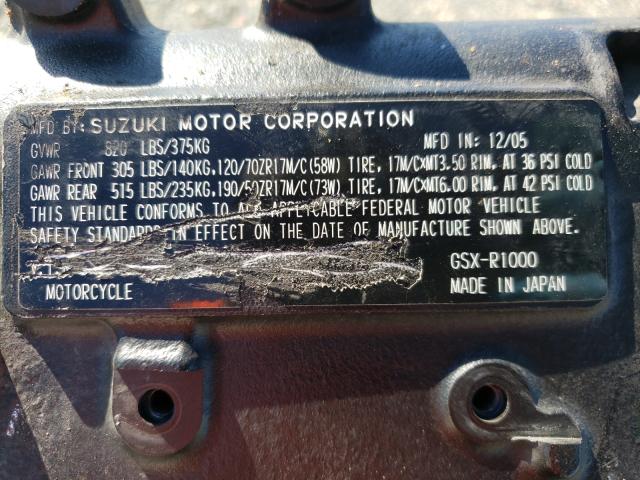 MFD BY: SUZUKI MOTOR CORPORATION
GVWR 820 LBS/375KG MFD IN: 12/05
GAWR FRONT 305 LBS/140KG, 120/70ZR17M/C(58W) TIRE, 17M/CXMT3.50 RIM, AT 36 PSI COLD
GAWR REAR 515 LBS/235KG, 190/50ZR17M/C(73W) TIRE, 17M/CXMT6.00 RIM, AT 42 PSI COLD
THIS VEHICLE CONFORMS TO ALL APPLICABLE FEDERAL MOTOR VEHICLE
SAFETY STANDARDS IN EFFECT ON THE DATE OF MANUFACTURE SHOWN ABOVE.
GSX-R1000
MOTORCYCLE MADE IN JAPAN